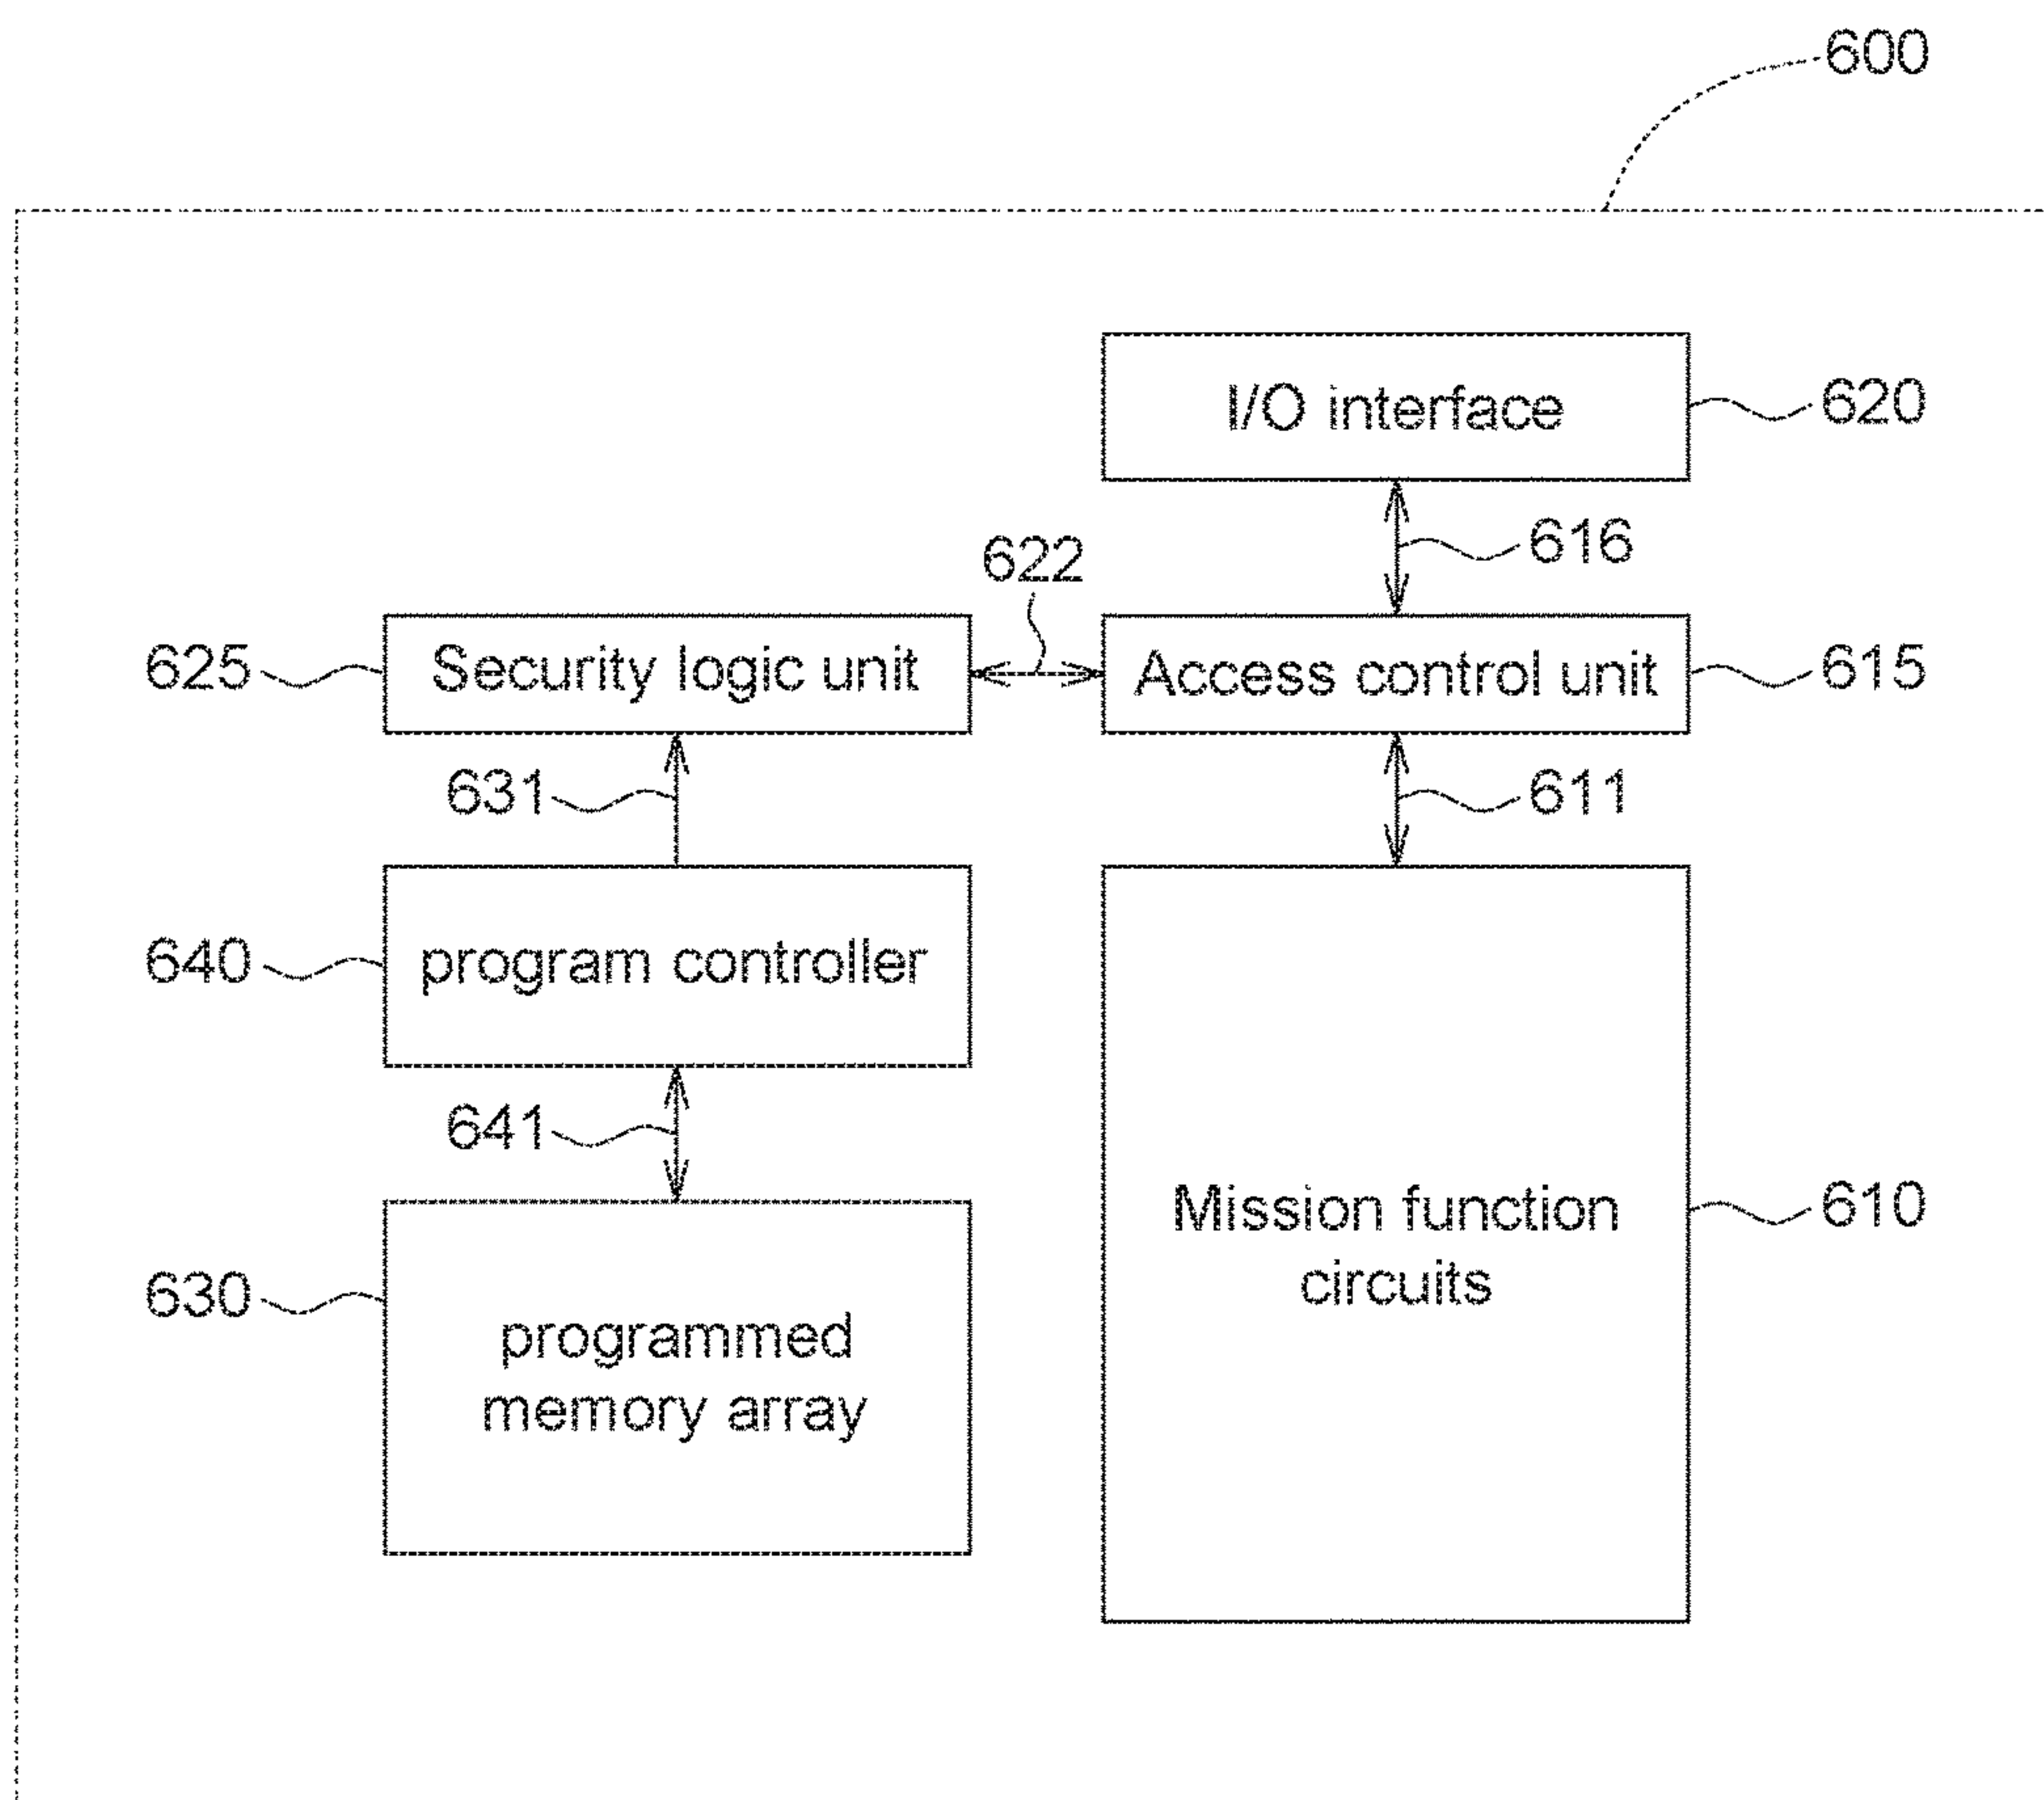 600
I/O interface
620
622
616
625
Security logic unit
Access control unit
615
631
611
640
program controller
641
Mission function
circuits
610
630
programmed
memory array